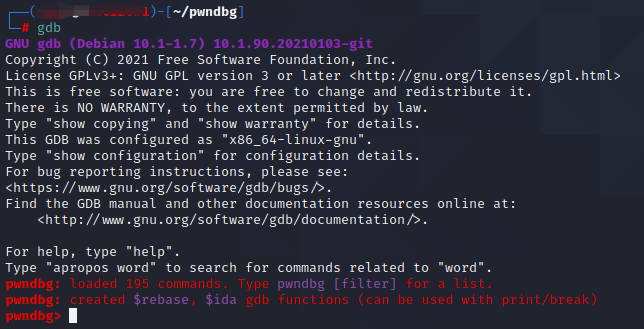 ┌──(                )-[~/pwndbg]
└─# gdb
GNU gdb (Debian 10.1-1.7) 10.1.90.20210103-git
Copyright (C) 2021 Free Software Foundation, Inc.
License GPLv3+: GNU GPL version 3 or later <http://gnu.org/licenses/gpl.html>
This is free software: you are free to change and redistribute it.
There is NO WARRANTY, to the extent permitted by law.
Type "show copying" and "show warranty" for details.
This GDB was configured as "x86_64-linux-gnu".
Type "show configuration" for configuration details.
For bug reporting instructions, please see:
<https://www.gnu.org/software/gdb/bugs/>.
Find the GDB manual and other documentation resources online at:
    <http://www.gnu.org/software/gdb/documentation/>.

For help, type "help".
Type "apropos word" to search for commands related to "word".
pwndbg: loaded 195 commands. Type pwndbg [filter] for a list.
pwndbg: created $rebase, $ida gdb functions (can be used with print/break)
pwndbg>